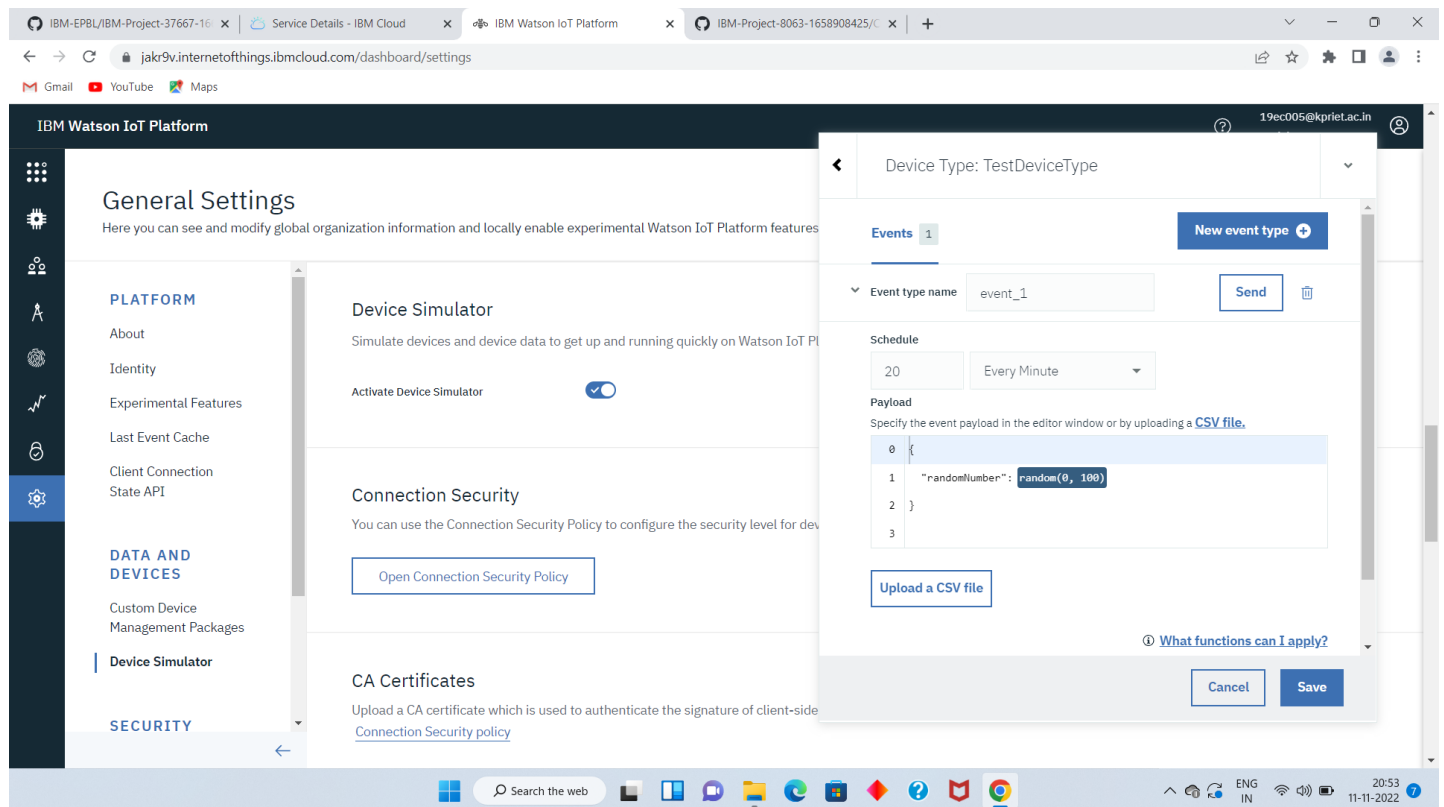 IBM-EPBL/IBM-Project-37667-16
Service Details - IBM Cloud
IBM Watson IoT Platform
IBM-Project-8063-1658908425/C
jakr9v.internetofthings.ibmcloud.com/dashboard/settings
Gmail
YouTube
Maps
IBM Watson IoT Platform
19ec005@kpriet.ac.in
General Settings
Here you can see and modify global organization information and locally enable experimental Watson IoT Platform features
PLATFORM
About
Identity
Experimental Features
Last Event Cache
Client Connection
State API
DATA AND
DEVICES
Custom Device
Management Packages
Device Simulator
SECURITY
Device Simulator
Simulate devices and device data to get up and running quickly on Watson IoT Pl
Activate Device Simulator
Connection Security
You can use the Connection Security Policy to configure the security level for dev
Open Connection Security Policy
CA Certificates
Upload a CA certificate which is used to authenticate the signature of client-side
Connection Security policy
Device Type: TestDeviceType
Events 1
New event type
Event type name event_1 Send
Schedule
20 Every Minute
Payload
Specify the event payload in the editor window or by uploading a CSV file.
0 {
1 "randomNumber": random(0, 100)
2 }
3
Upload a CSV file
What functions can I apply?
Cancel Save
Search the web
ENG
IN
20:53
11-11-2022
7